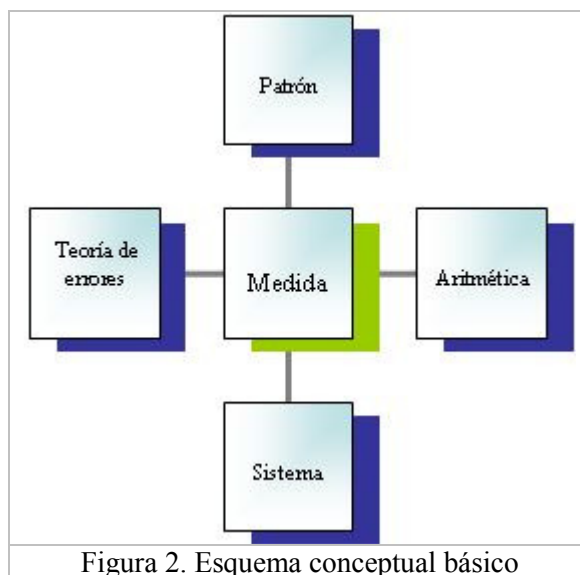 Patrón
Teoría de
errores
Medida
Aritmética
Sistema
Figura 2. Esquema conceptual básico